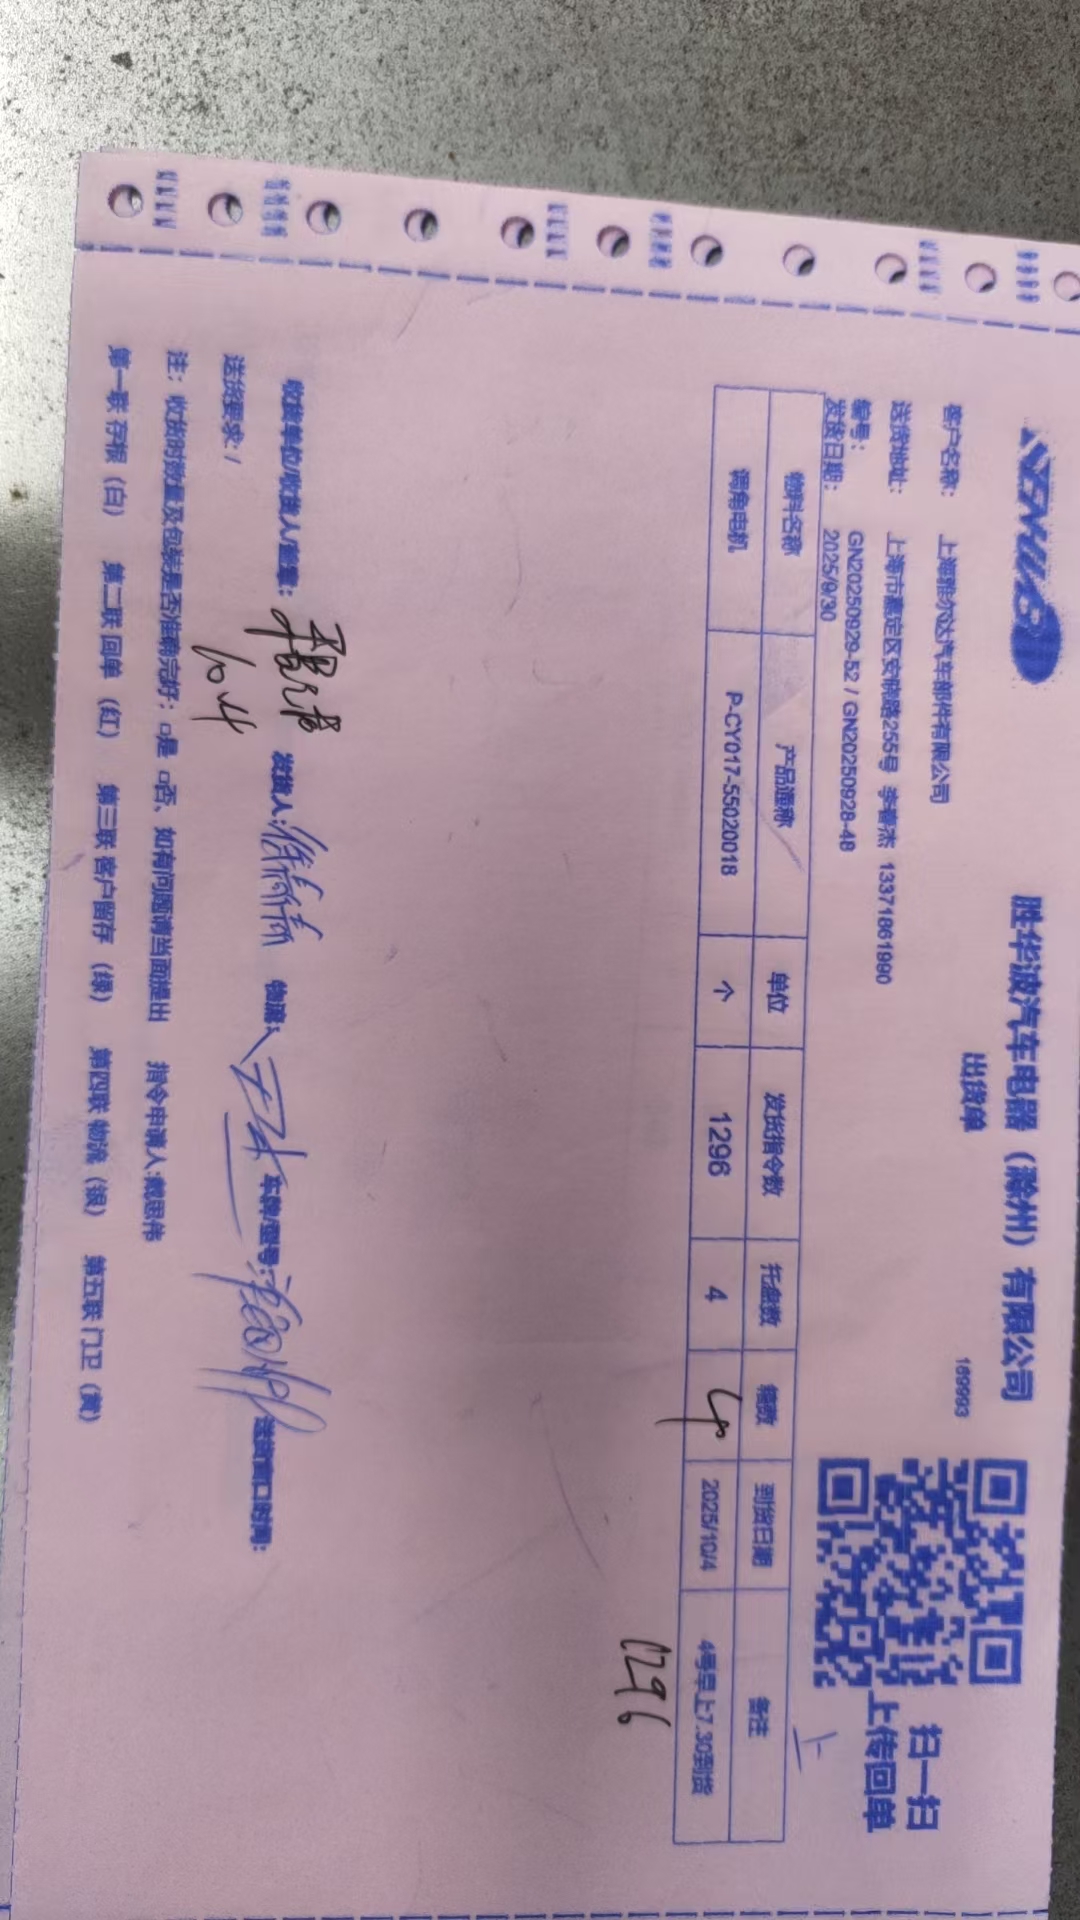 SENHUB
胜华波汽车电器（滁州）有限公司
出货单
169993
扫一扫
上传回单
客户名称： 上海雅尔达汽车部件有限公司
送货地址： 上海市嘉定区安驰路255号 李春杰 13371861990
编号： GN20250929-52 / GN20250928-48
发货日期： 2025/9/30
物料名称 产品通称 单位 发货指令数 托盘数 箱数 到货日期 备注
调角电机 P-CY017-55020018 个 1296 4 2025/10/4 4号早上7.30到货
1296
收货单位/收货人/签章： 发货人： 物流： 车牌/型号： 送货窗口时间：
10.4
送货要求: /
注：收货时数量及包装是否准确完好：□是 □否、如有问题请当面提出 指令申请人:戴思伟
第一联 存根（白） 第二联 回单（红） 第三联 客户留存（绿） 第四联 物流（银） 第五联 门卫（黄）